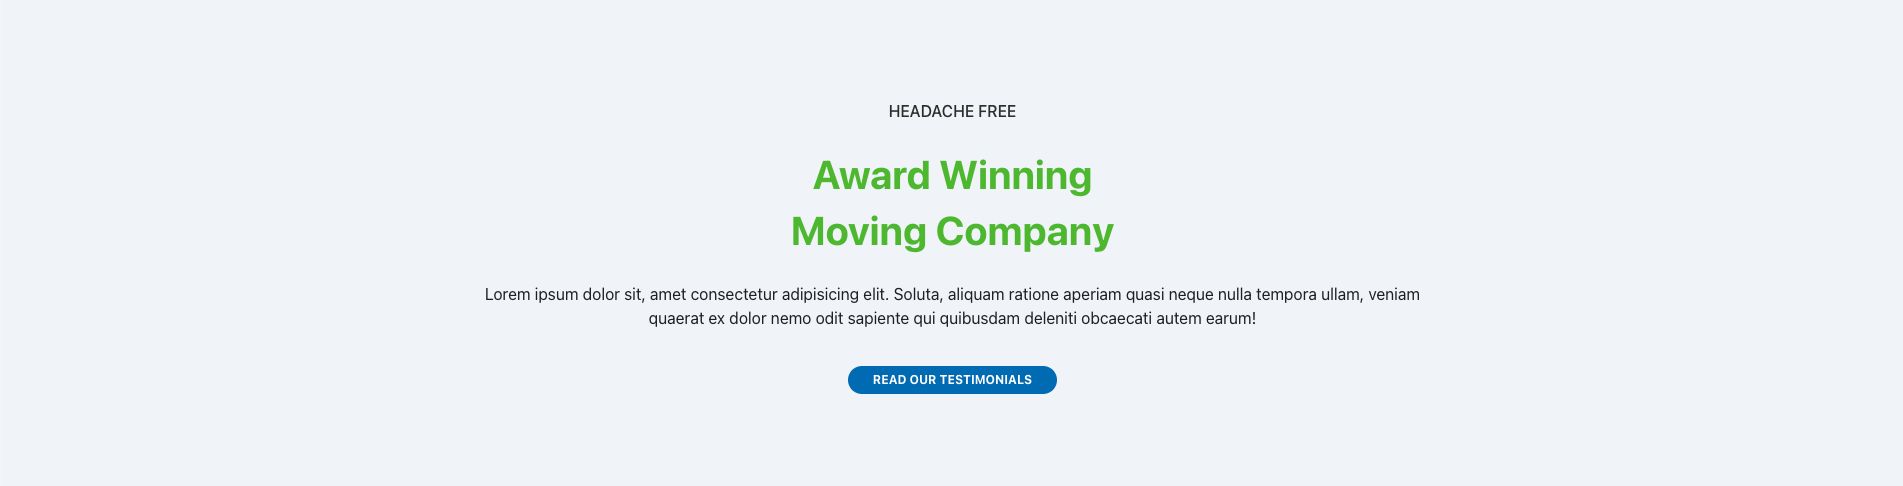 HEADACHE FREE
Award Winning
Moving Company
Lorem ipsum dolor sit, amet consectetur adipisicing elit. Soluta, aliquam ratione aperiam quasi neque nulla tempora ullam, veniam
quaerat ex dolor nemo odit sapiente qui quibusdam deleniti obcaecati autem earum!
READ OUR TESTIMONIALS